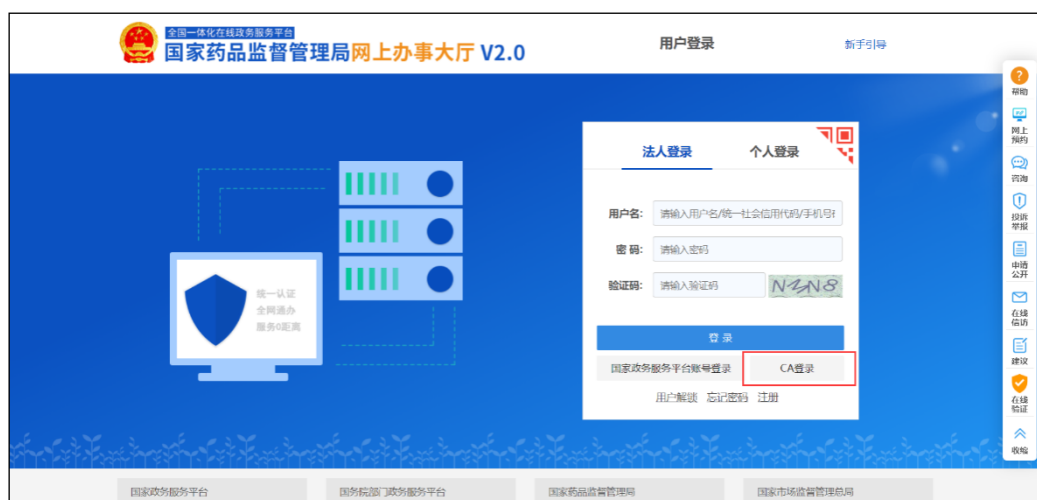 全国一体化在线政务服务平台
国家药品监督管理局网上办事大厅 V2.0
用户登录
新手引导
法人登录 个人登录
用户名: 请输入用户名/统一社会信用代码/手机号
密 码: 请输入密码
验证码: 请输入验证码
登 录
国家政务服务平台账号登录 CA登录
用户解锁 忘记密码 注册
统一认证
全网通办
服务0距离
帮助
网上
预约
咨询
投诉
举报
申请
公开
在线
信访
建议
在线
验证
收缩
国家政务服务平台 国务院部门政务服务平台 国家药品监督管理局 国家市场监督管理总局